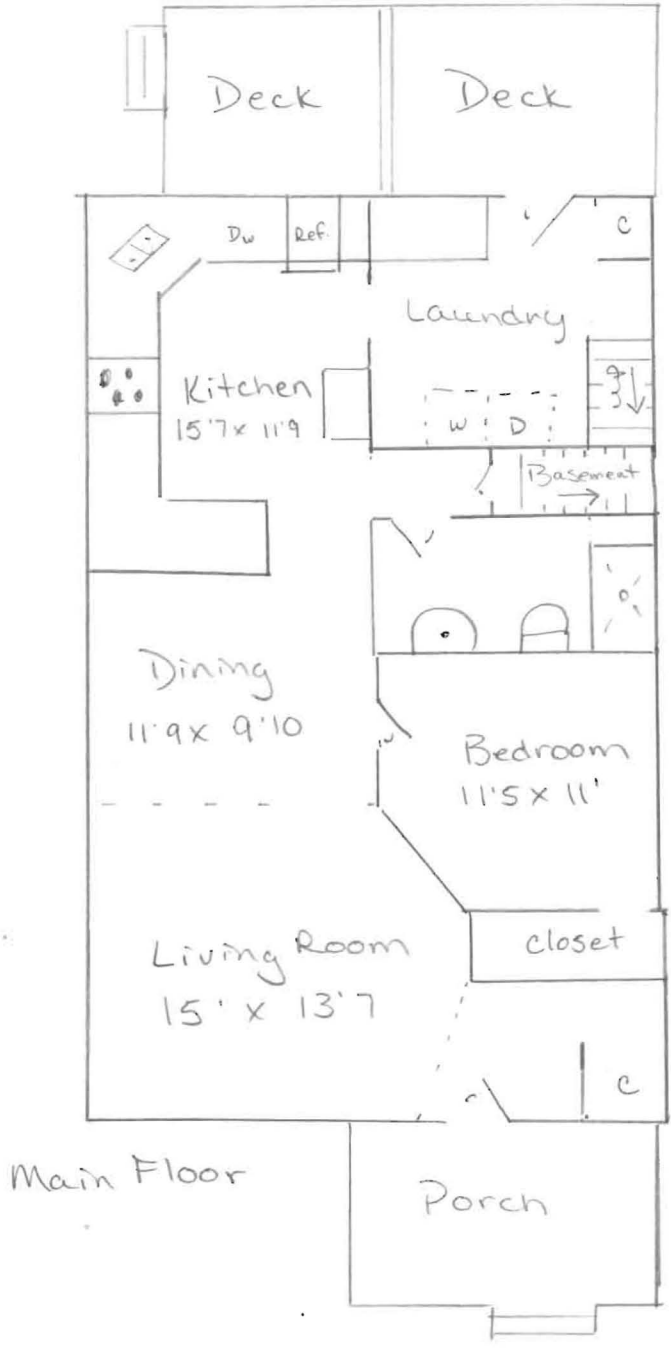 Deck
Deck
Dw
Ref.
C
Laundry
Kitchen
15'7 x 11'9
W
D
Basement
Dining
11'9 x 9'10
Bedroom
11'5 x 11'
closet
Living Room
15' x 13'7
C
Main Floor
Porch